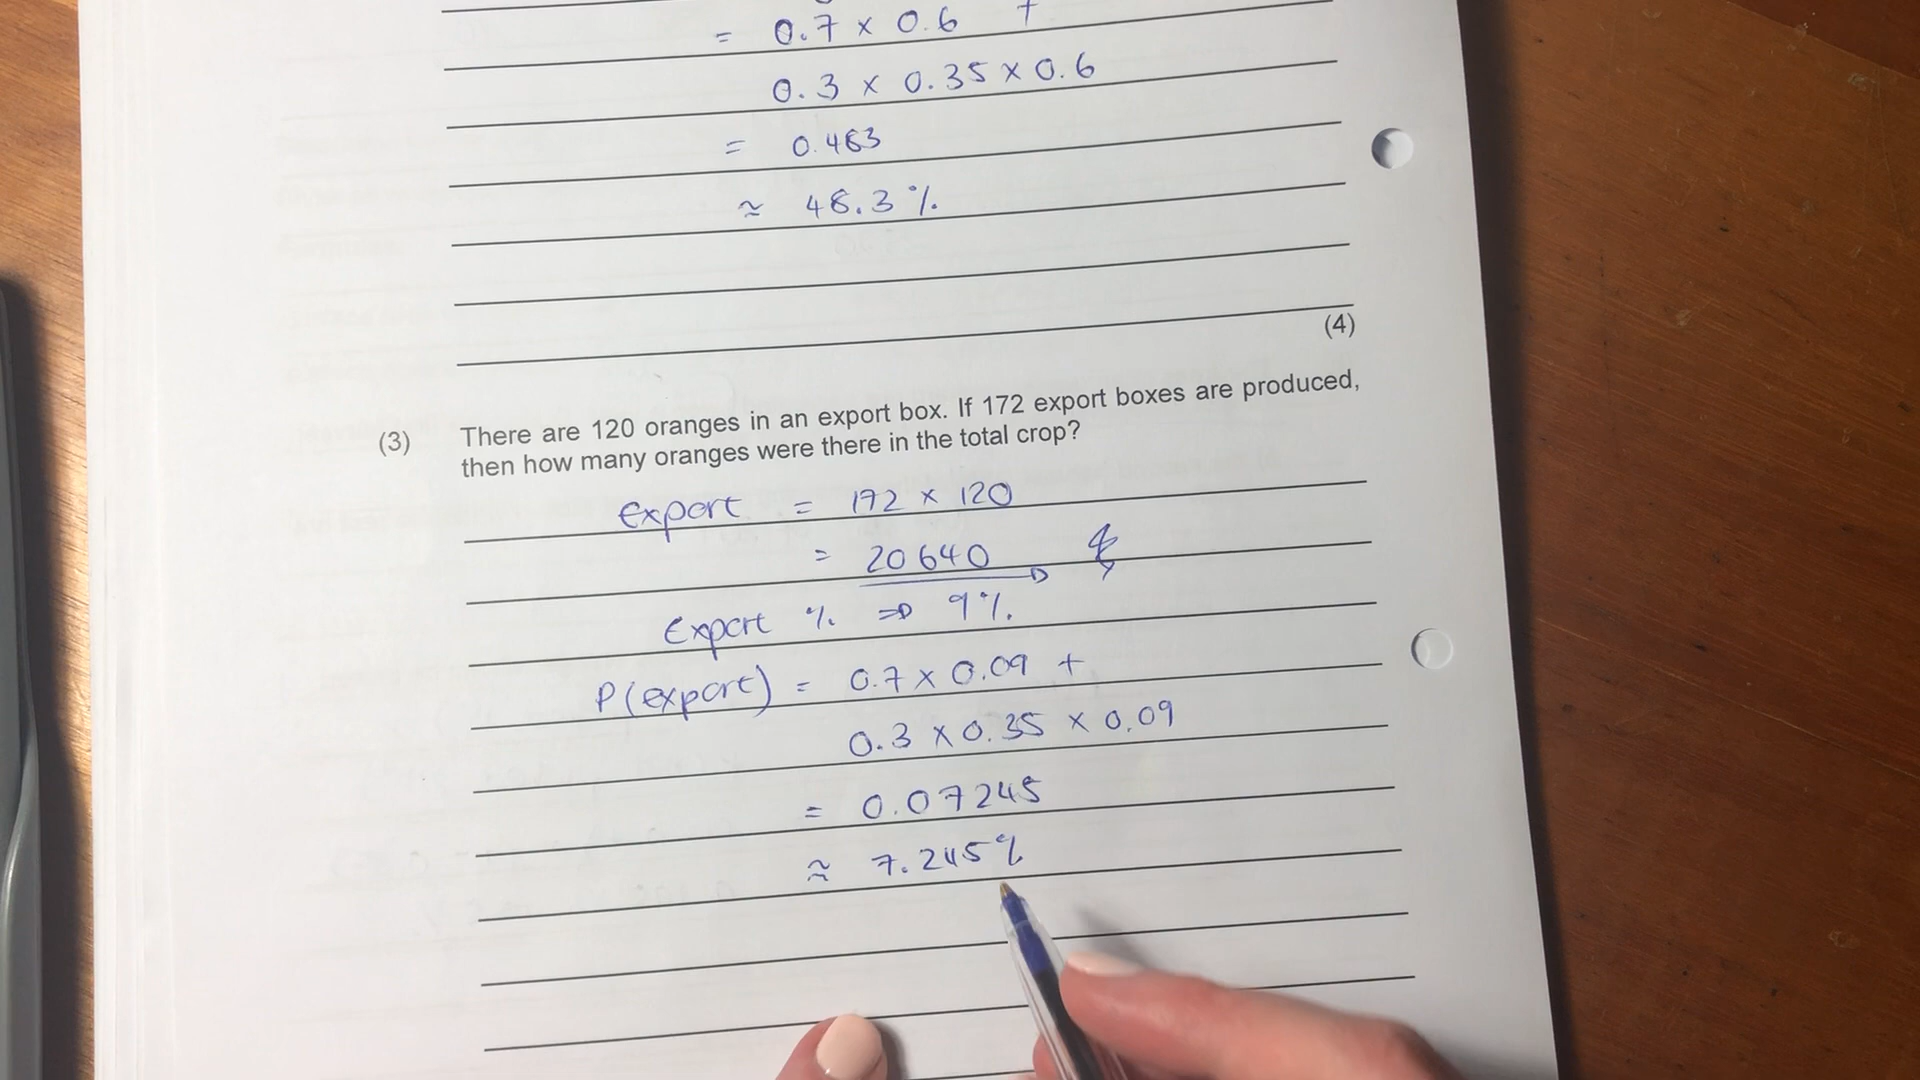 = 0.7 x 0.6 +
0.3 x 0.35 x 0.6
= 0.483
≈ 48.3 %
(4)
(3) There are 120 oranges in an export box. If 172 export boxes are produced,
then how many oranges were there in the total crop?
export = 172 x 120
= 20 640
Export % ⇒ 9%.
P(export) = 0.7 x 0.09 +
0.3 x 0.35 x 0.09
= 0.07245
≈ 7.245%